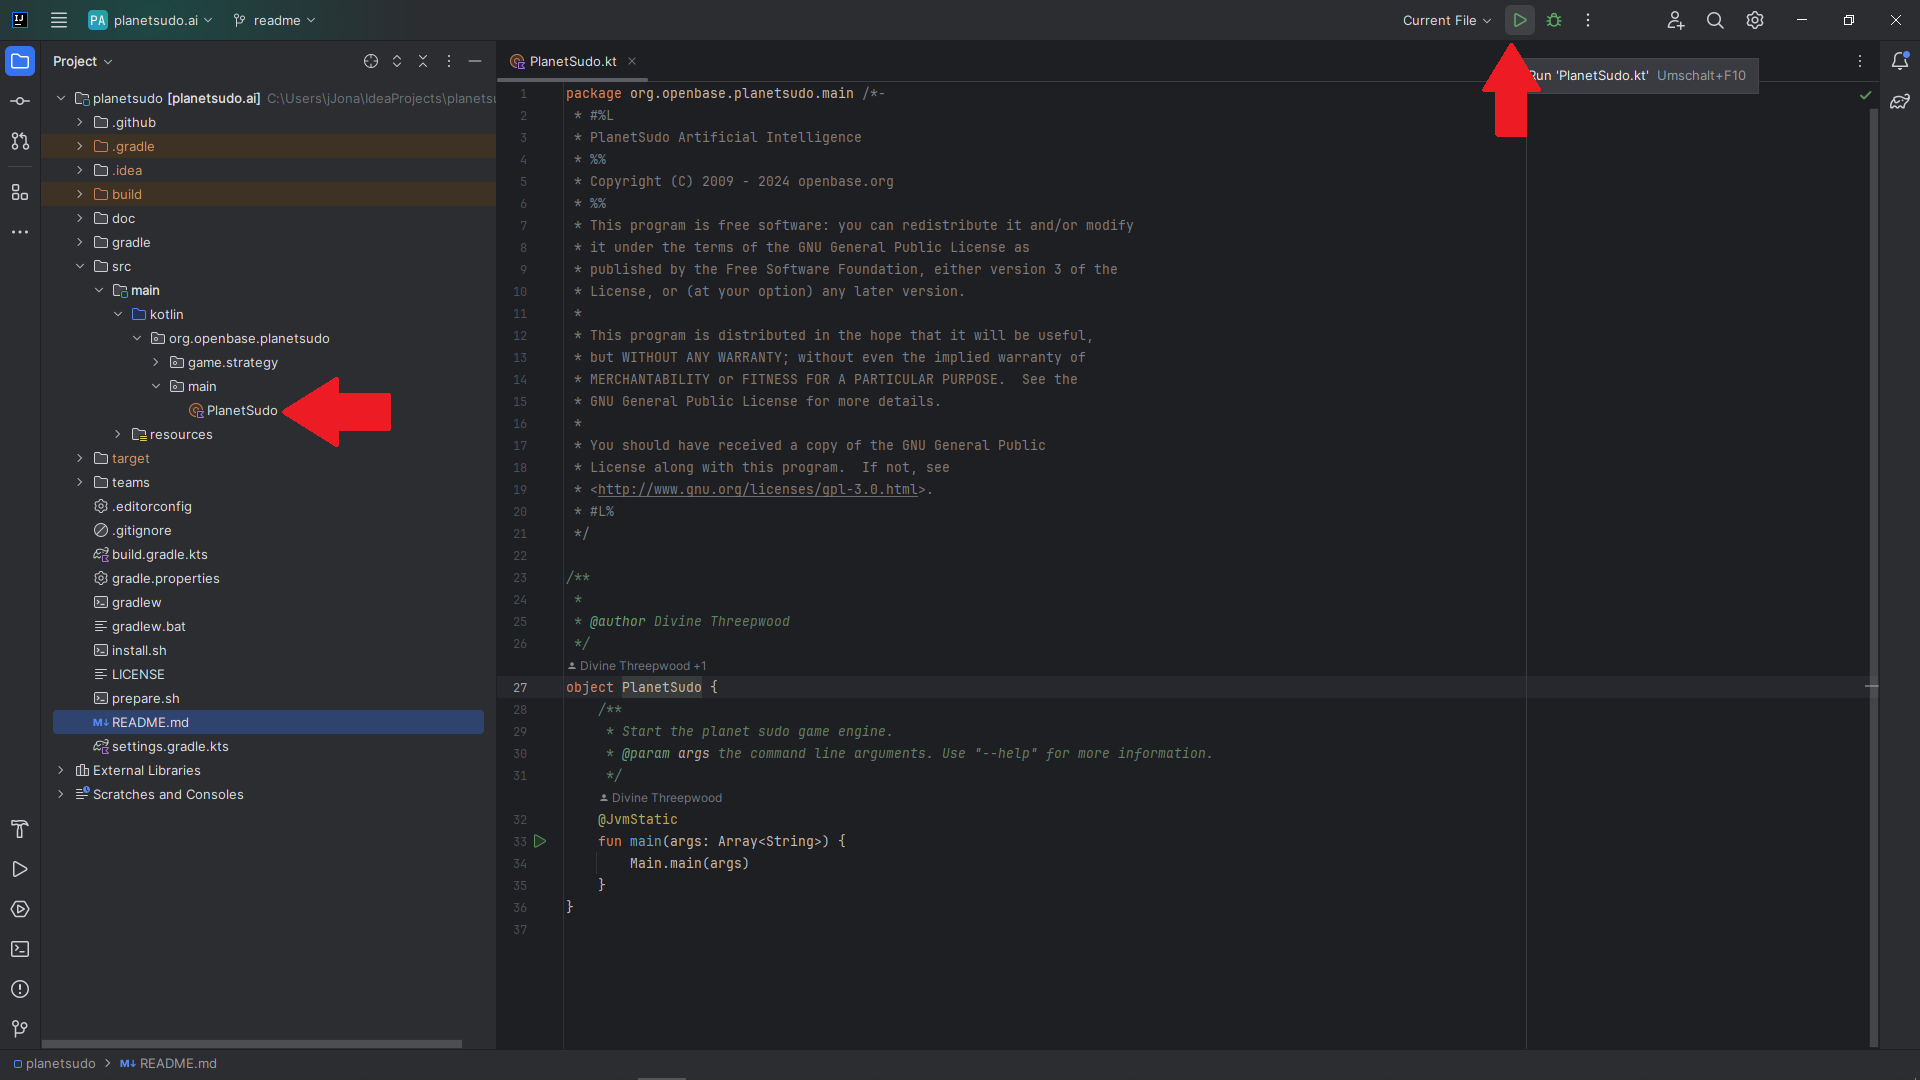 PA planetsudo.ai readme Current File
Project
PlanetSudo.kt
Run 'PlanetSudo.kt' Umschalt+F10
planetsudo [planetsudo.ai] C:\Users\jJona\IdeaProjects\planetsu
.github
.gradle
.idea
build
doc
gradle
src
main
kotlin
org.openbase.planetsudo
game.strategy
main
PlanetSudo
resources
target
teams
.editorconfig
.gitignore
build.gradle.kts
gradle.properties
gradlew
gradlew.bat
install.sh
LICENSE
prepare.sh
README.md
settings.gradle.kts
External Libraries
Scratches and Consoles
1 package org.openbase.planetsudo.main /*-
2 * #%L
3 * PlanetSudo Artificial Intelligence
4 * %%
5 * Copyright (C) 2009 - 2024 openbase.org
6 * %%
7 * This program is free software: you can redistribute it and/or modify
8 * it under the terms of the GNU General Public License as
9 * published by the Free Software Foundation, either version 3 of the
10 * License, or (at your option) any later version.
11 *
12 * This program is distributed in the hope that it will be useful,
13 * but WITHOUT ANY WARRANTY; without even the implied warranty of
14 * MERCHANTABILITY or FITNESS FOR A PARTICULAR PURPOSE.  See the
15 * GNU General Public License for more details.
16 *
17 * You should have received a copy of the GNU General Public
18 * License along with this program.  If not, see
19 * <http://www.gnu.org/licenses/gpl-3.0.html>.
20 * #L%
21 */
22
23 /**
24 *
25 * @author Divine Threepwood
26 */
Divine Threepwood +1
27 object PlanetSudo {
28 /**
29 * Start the planet sudo game engine.
30 * @param args the command line arguments. Use "--help" for more information.
31 */
Divine Threepwood
32 @JvmStatic
33 fun main(args: Array<String>) {
34 Main.main(args)
35 }
36 }
37
planetsudo > M↓ README.md